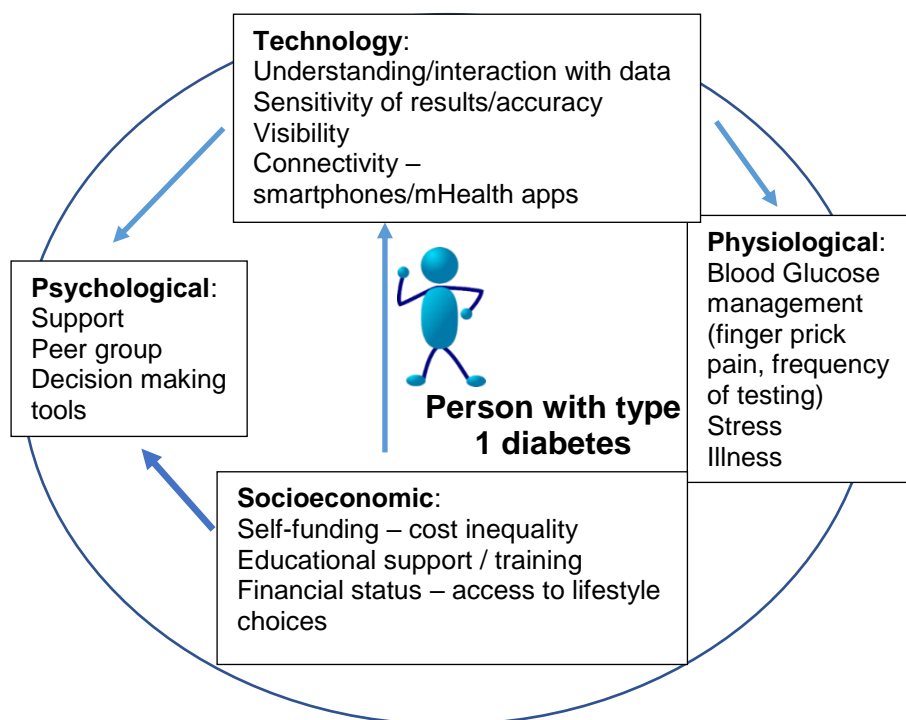 Technology:
Understanding/interaction with data
Sensitivity of results/accuracy
Visibility
Connectivity –
smartphones/mHealth apps
Psychological:
Support
Peer group
Decision making
tools
Physiological:
Blood Glucose
management
(finger prick
pain, frequency
of testing)
Stress
Illness
Person with type
1 diabetes
Socioeconomic:
Self-funding – cost inequality
Educational support / training
Financial status – access to lifestyle
choices